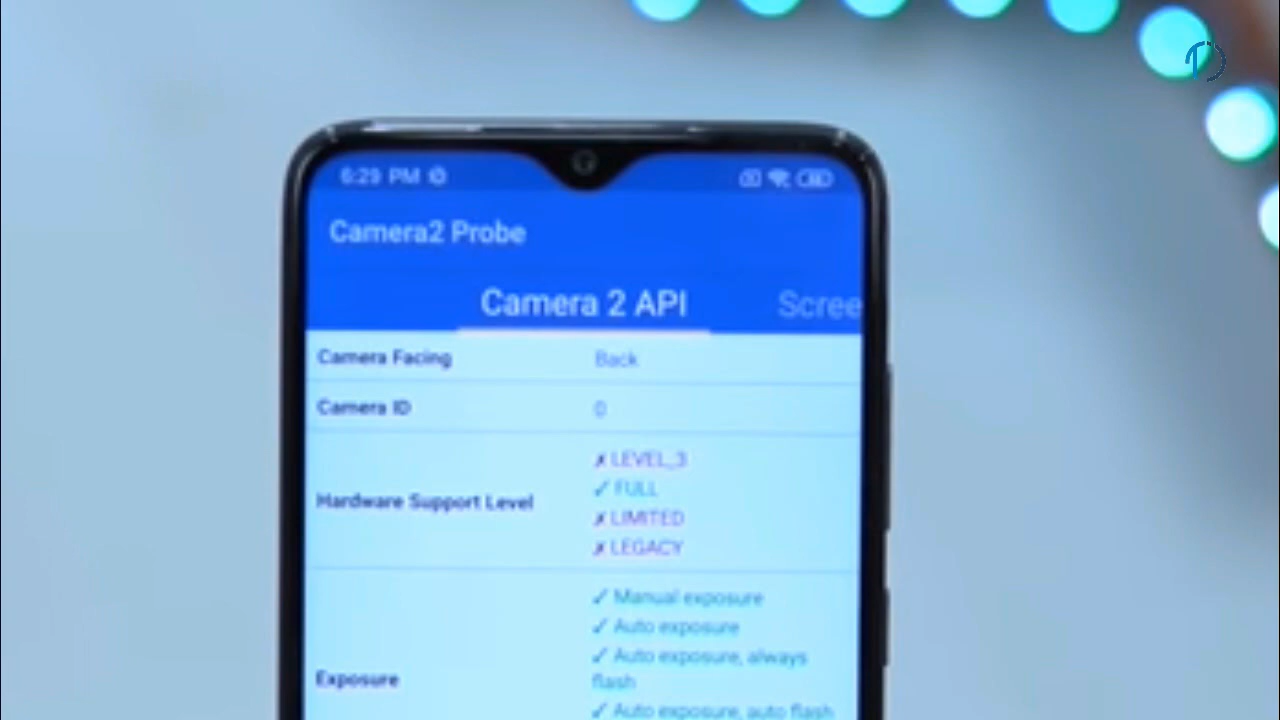 6:29 PM
Camera2 Probe
Camera 2 API
Scree
Camera Facing
Back
Camera ID
0
Hardware Support Level
✗ LEVEL_3
✓ FULL
✗ LIMITED
✗ LEGACY
Exposure
✓ Manual exposure
✓ Auto exposure
✓ Auto exposure, always
flash
✓ Auto exposure, auto flash